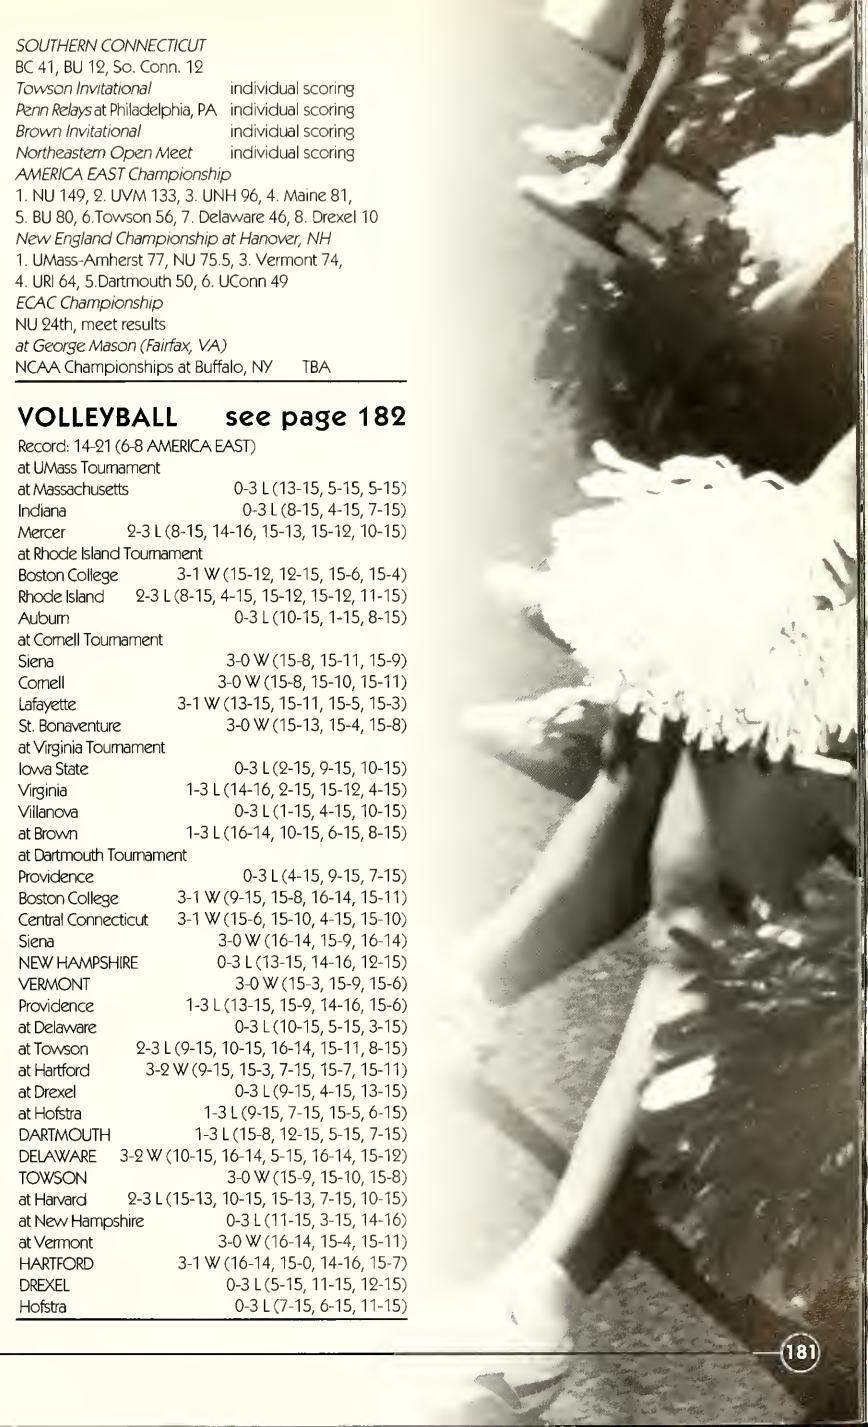 SOUTHERN CONNECTICUT
BC 41, BU 12, So. Conn. 12
Towson Invitational individual scoring
Penn Relays at Philadelphia, PA individual scoring
Brown Invitational individual scoring
Northeastern Open Meet individual scoring
AMERICA EAST Championship
1. NU 149, 2. UVM 133, 3. UNH 96, 4. Maine 81,
5. BU 80, 6.Towson 56, 7. Delaware 46, 8. Drexel 10
New England Championship at Hanover, NH
1. UMass-Amherst 77, NU 75.5, 3. Vermont 74,
4. URI 64, 5.Dartmouth 50, 6. UConn 49
ECAC Championship
NU 24th, meet results
at George Mason (Fairfax, VA)
NCAA Championships at Buffalo, NY TBA
VOLLEYBALL see page 182
Record: 14-21 (6-8 AMERICA EAST)
at UMass Tournament
at Massachusetts 0-3 L (13-15, 5-15, 5-15)
Indiana 0-3 L (8-15, 4-15, 7-15)
Mercer 2-3 L (8-15, 14-16, 15-13, 15-12, 10-15)
at Rhode Island Tournament
Boston College 3-1 W (15-12, 12-15, 15-6, 15-4)
Rhode Island 2-3 L (8-15, 4-15, 15-12, 15-12, 11-15)
Auburn 0-3 L (10-15, 1-15, 8-15)
at Cornell Tournament
Siena 3-0 W (15-8, 15-11, 15-9)
Cornell 3-0 W (15-8, 15-10, 15-11)
Lafayette 3-1 W (13-15, 15-11, 15-5, 15-3)
St. Bonaventure 3-0 W (15-13, 15-4, 15-8)
at Virginia Tournament
Iowa State 0-3 L (2-15, 9-15, 10-15)
Virginia 1-3 L (14-16, 2-15, 15-12, 4-15)
Villanova 0-3 L (1-15, 4-15, 10-15)
at Brown 1-3 L (16-14, 10-15, 6-15, 8-15)
at Dartmouth Tournament
Providence 0-3 L (4-15, 9-15, 7-15)
Boston College 3-1 W (9-15, 15-8, 16-14, 15-11)
Central Connecticut 3-1 W (15-6, 15-10, 4-15, 15-10)
Siena 3-0 W (16-14, 15-9, 16-14)
NEW HAMPSHIRE 0-3 L (13-15, 14-16, 12-15)
VERMONT 3-0 W (15-3, 15-9, 15-6)
Providence 1-3 L (13-15, 15-9, 14-16, 15-6)
at Delaware 0-3 L (10-15, 5-15, 3-15)
at Towson 2-3 L (9-15, 10-15, 16-14, 15-11, 8-15)
at Hartford 3-2 W (9-15, 15-3, 7-15, 15-7, 15-11)
at Drexel 0-3 L (9-15, 4-15, 13-15)
at Hofstra 1-3 L (9-15, 7-15, 15-5, 6-15)
DARTMOUTH 1-3 L (15-8, 12-15, 5-15, 7-15)
DELAWARE 3-2 W (10-15, 16-14, 5-15, 16-14, 15-12)
TOWSON 3-0 W (15-9, 15-10, 15-8)
at Harvard 2-3 L (15-13, 10-15, 15-13, 7-15, 10-15)
at New Hampshire 0-3 L (11-15, 3-15, 14-16)
at Vermont 3-0 W (16-14, 15-4, 15-11)
HARTFORD 3-1 W (16-14, 15-0, 14-16, 15-7)
DREXEL 0-3 L (5-15, 11-15, 12-15)
Hofstra 0-3 L (7-15, 6-15, 11-15)
181